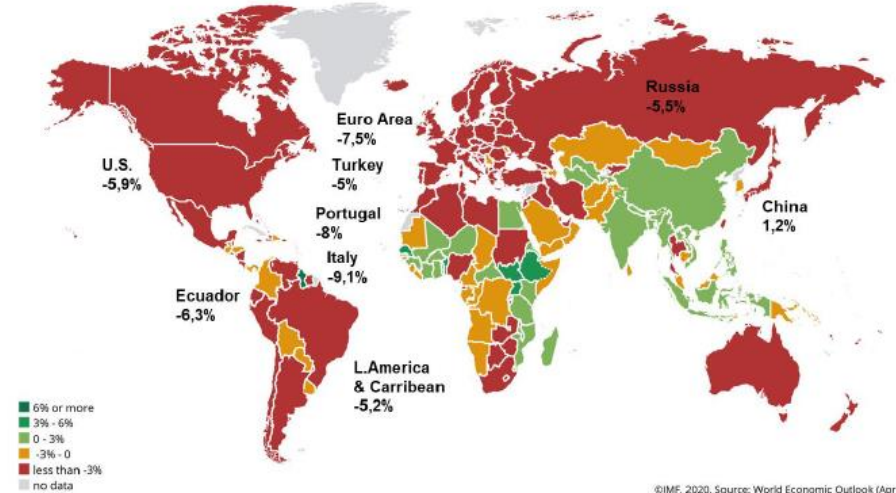 Russia
-5,5%
Euro Area
-7,5%
U.S.
-5,9%
Turkey
-5%
China
1,2%
Portugal
-8%
Italy
-9,1%
Ecuador
-6,3%
L.America
& Carribean
-5,2%
6% or more
3% - 6%
0 - 3%
-3% - 0
less than -3%
no data
©IMF, 2020, Source: World Economic Outlook (Apr